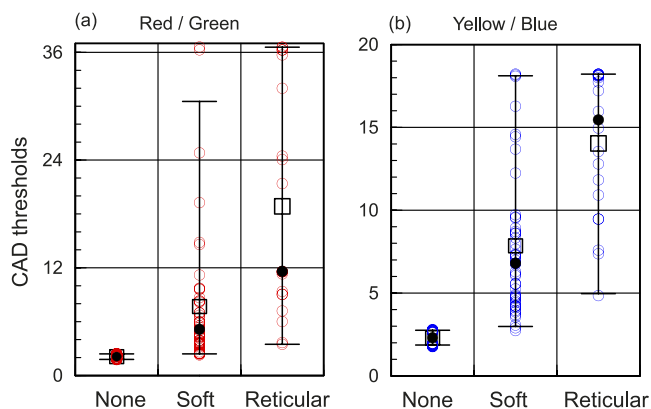 (a) Red / Green
(b) Yellow / Blue
CAD thresholds
36
24
12
0
20
15
10
5
0
None Soft Reticular
None Soft Reticular